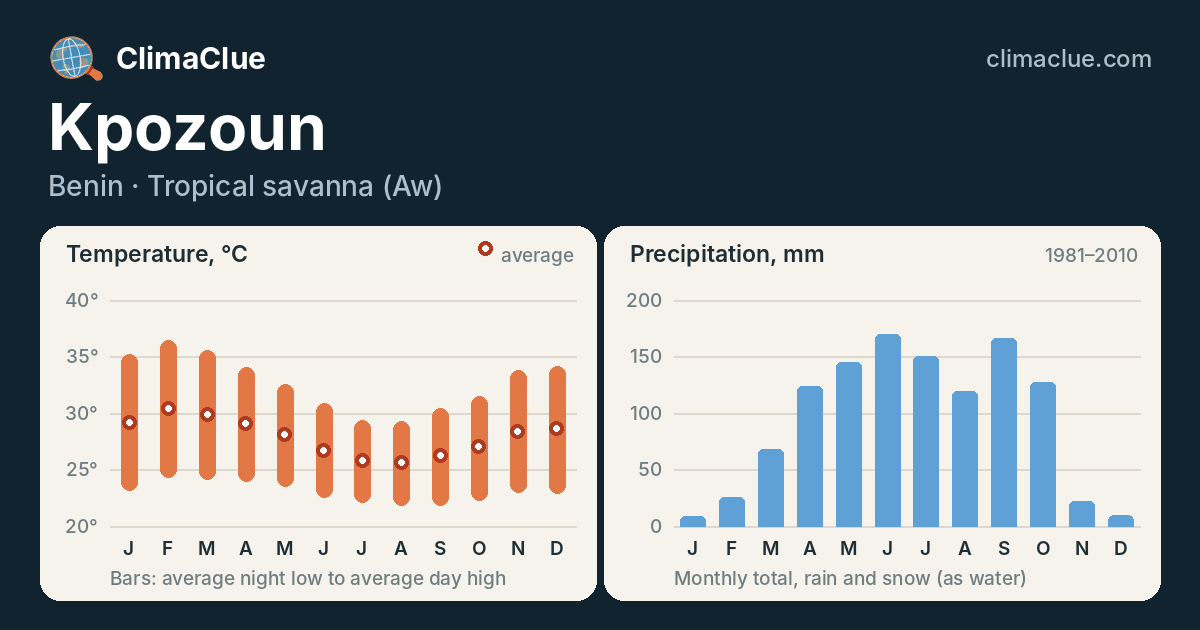 ClimaClue
climaclue.com
Kpozoun
Benin · Tropical savanna (Aw)
Temperature, °C
average
40°
35°
30°
25°
20°
J F M A M J J A S O N D
Bars: average night low to average day high
Precipitation, mm
1981–2010
200
150
100
50
0
J F M A M J J A S O N D
Monthly total, rain and snow (as water)